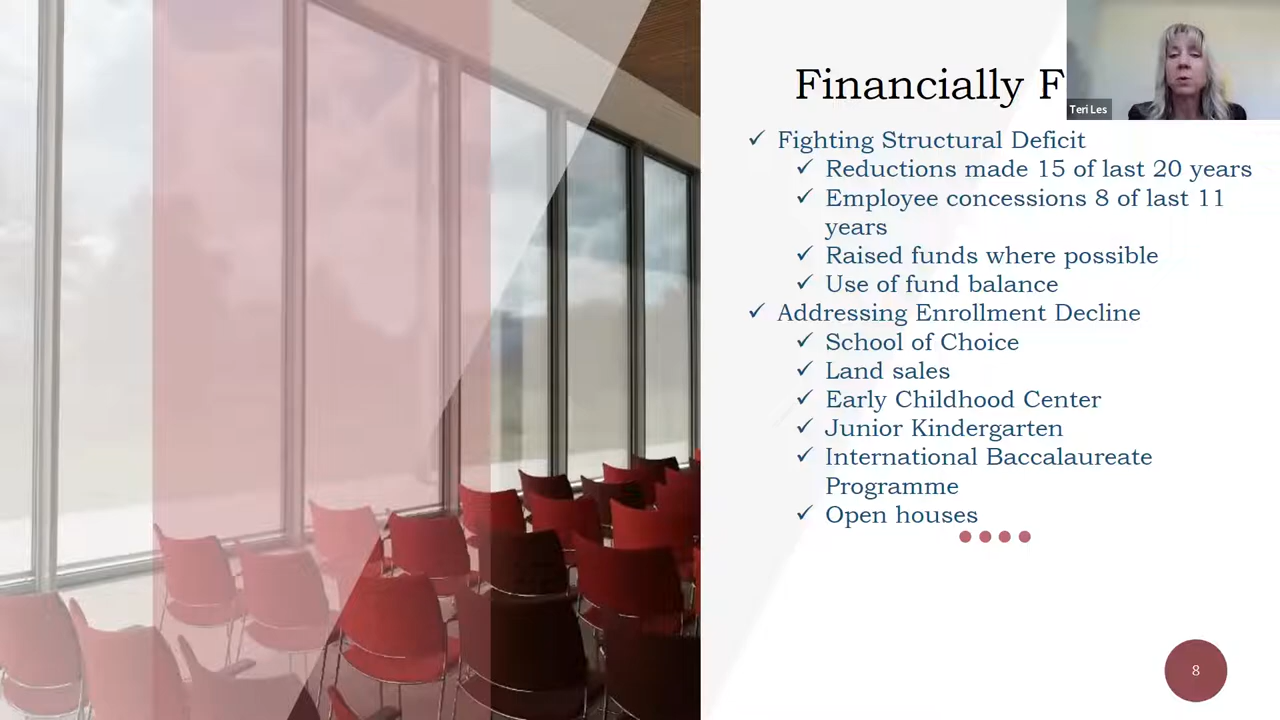 Financially F
Teri Les
Fighting Structural Deficit
Reductions made 15 of last 20 years
Employee concessions 8 of last 11
years
Raised funds where possible
Use of fund balance
Addressing Enrollment Decline
School of Choice
Land sales
Early Childhood Center
Junior Kindergarten
International Baccalaureate
Programme
Open houses
8